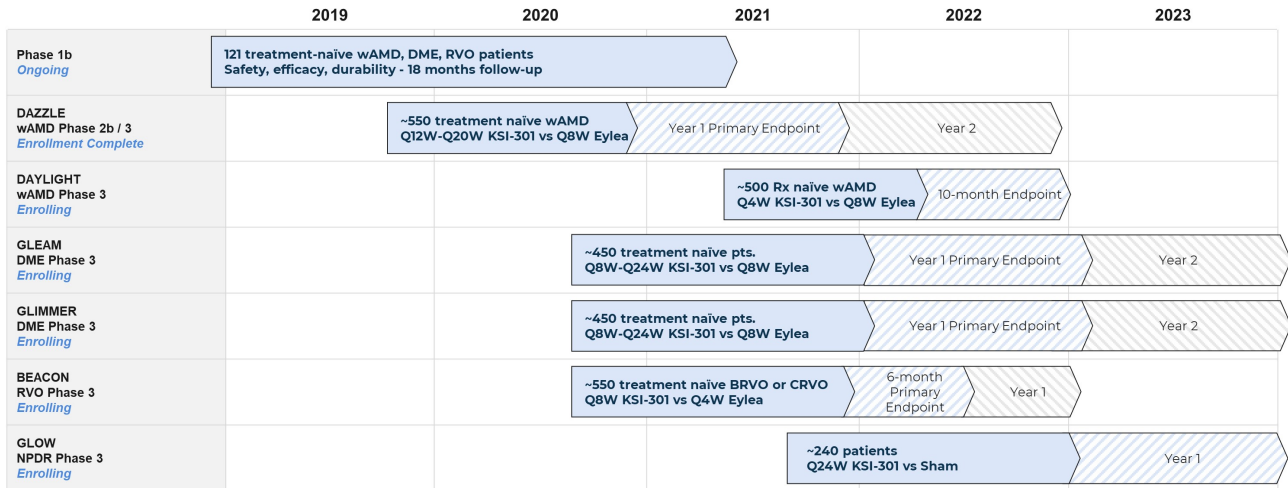 2019 2020 2021 2022 2023
Phase 1b
Ongoing
121 treatment-naïve wAMD, DME, RVO patients
Safety, efficacy, durability - 18 months follow-up
DAZZLE
wAMD Phase 2b / 3
Enrollment Complete
~550 treatment naïve wAMD
Q12W-Q20W KSI-301 vs Q8W Eylea
Year 1 Primary Endpoint
Year 2
DAYLIGHT
wAMD Phase 3
Enrolling
~500 Rx naïve wAMD
Q4W KSI-301 vs Q8W Eylea
10-month Endpoint
GLEAM
DME Phase 3
Enrolling
~450 treatment naïve pts.
Q8W-Q24W KSI-301 vs Q8W Eylea
Year 1 Primary Endpoint
Year 2
GLIMMER
DME Phase 3
Enrolling
~450 treatment naïve pts.
Q8W-Q24W KSI-301 vs Q8W Eylea
Year 1 Primary Endpoint
Year 2
BEACON
RVO Phase 3
Enrolling
~550 treatment naïve BRVO or CRVO
Q8W KSI-301 vs Q4W Eylea
6-month
Primary
Endpoint
Year 1
GLOW
NPDR Phase 3
Enrolling
~240 patients
Q24W KSI-301 vs Sham
Year 1